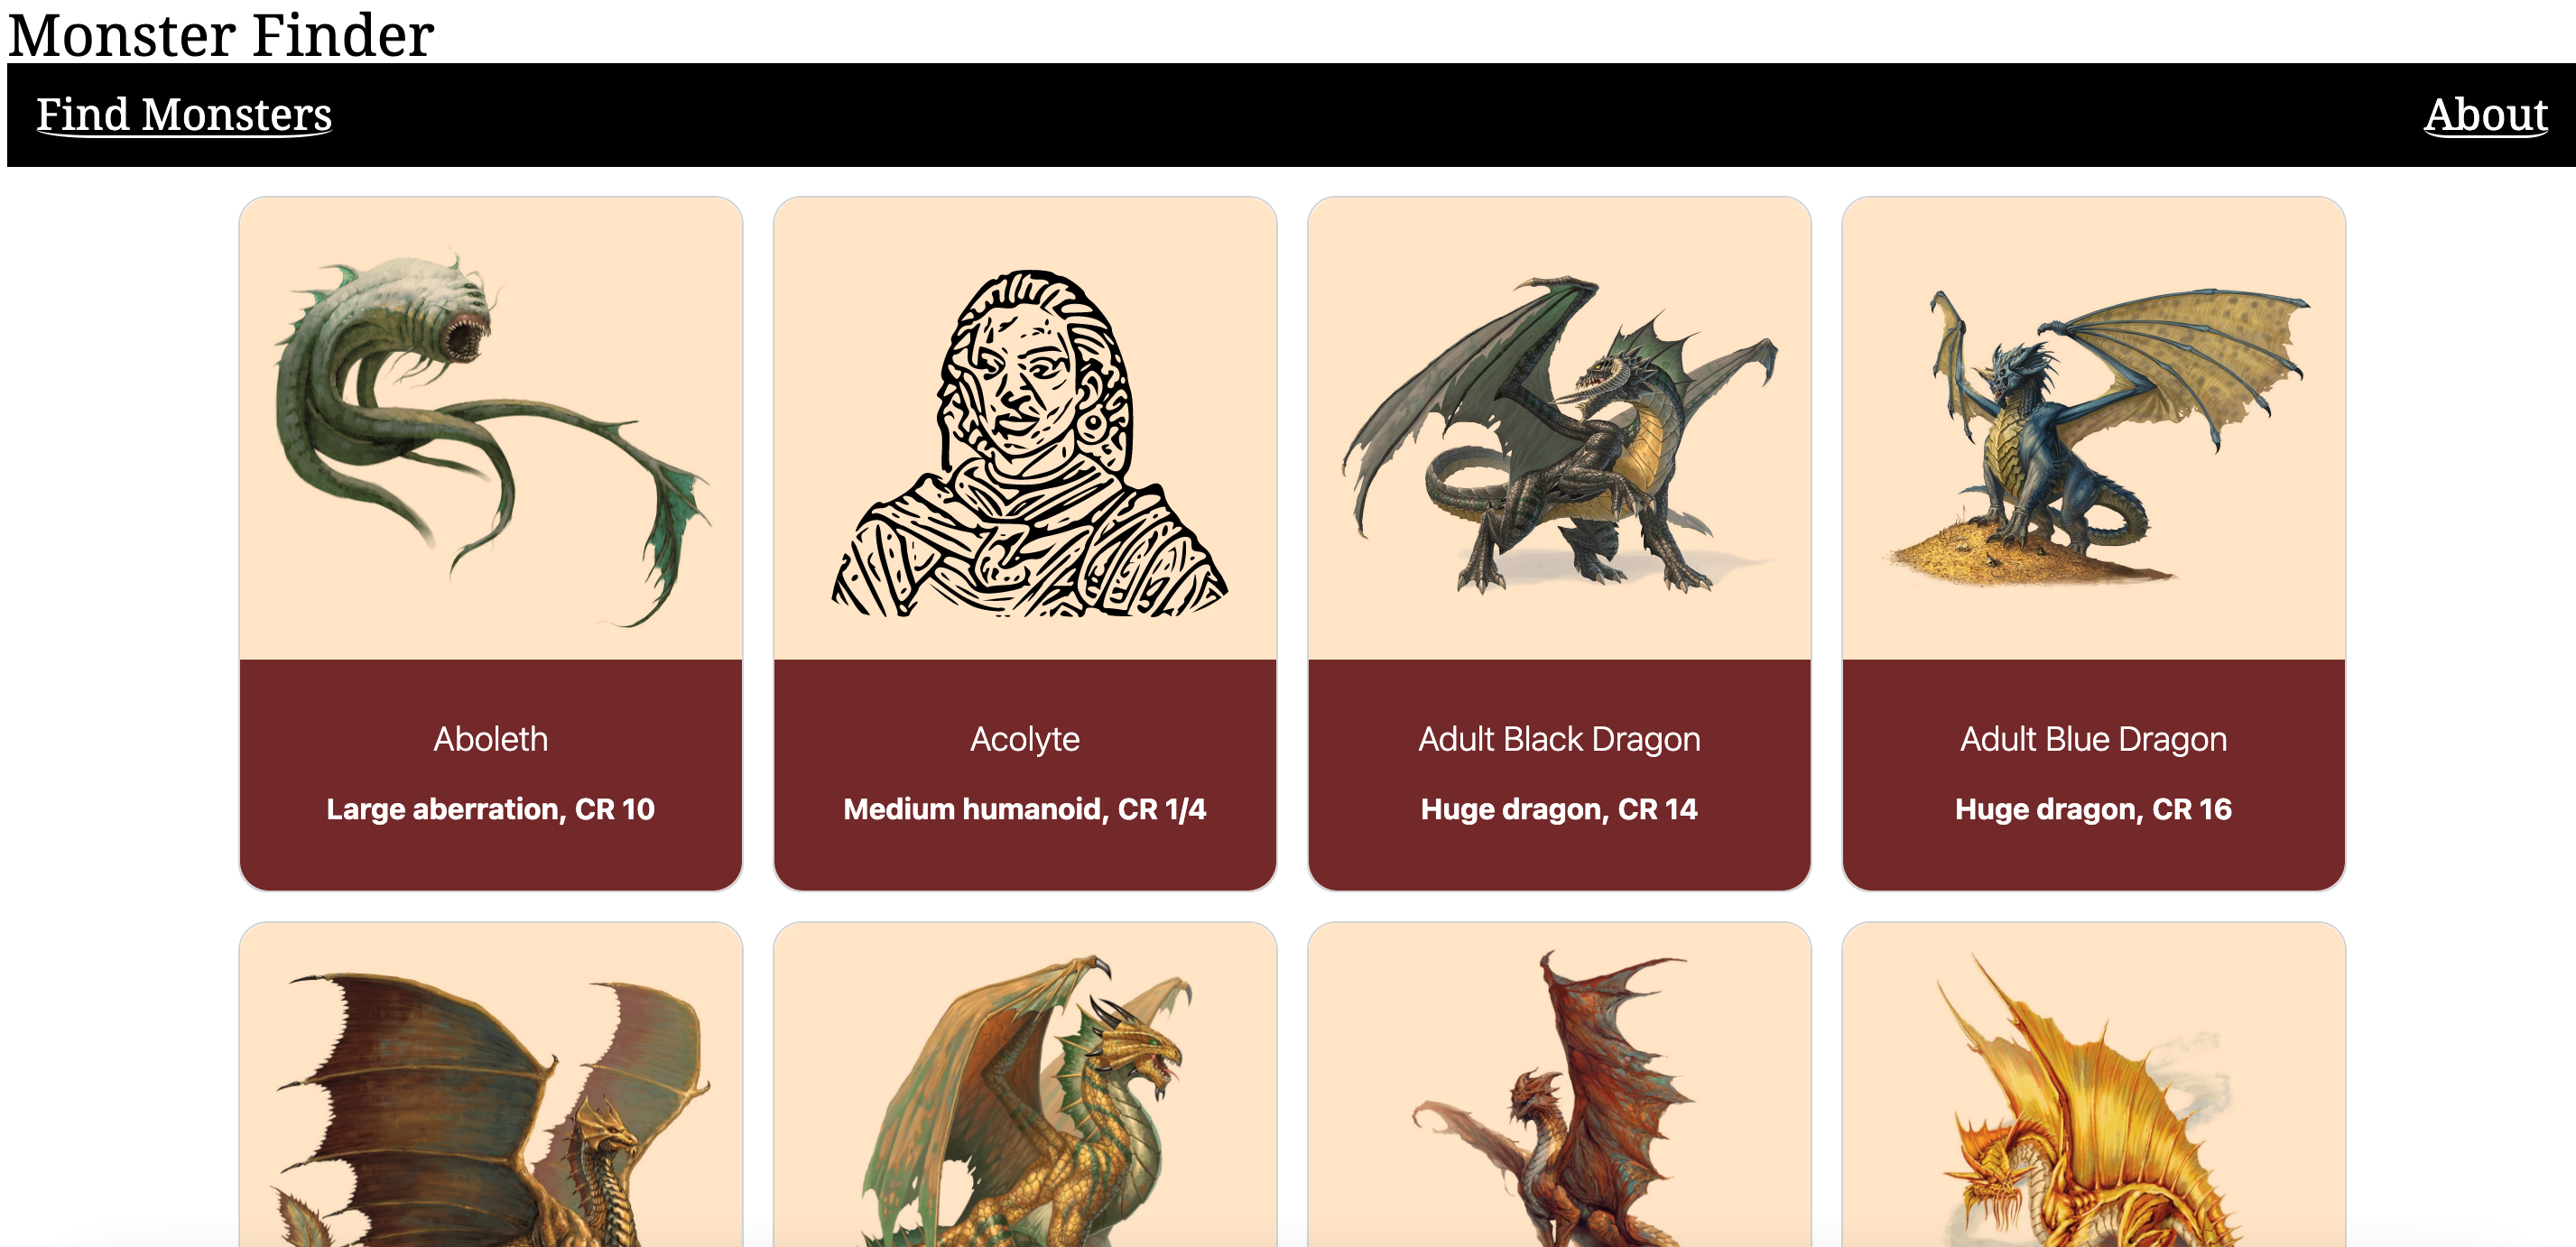 Monster Finder
Find Monsters
About
Aboleth
Large aberration, CR 10
Acolyte
Medium humanoid, CR 1/4
Adult Black Dragon
Huge dragon, CR 14
Adult Blue Dragon
Huge dragon, CR 16